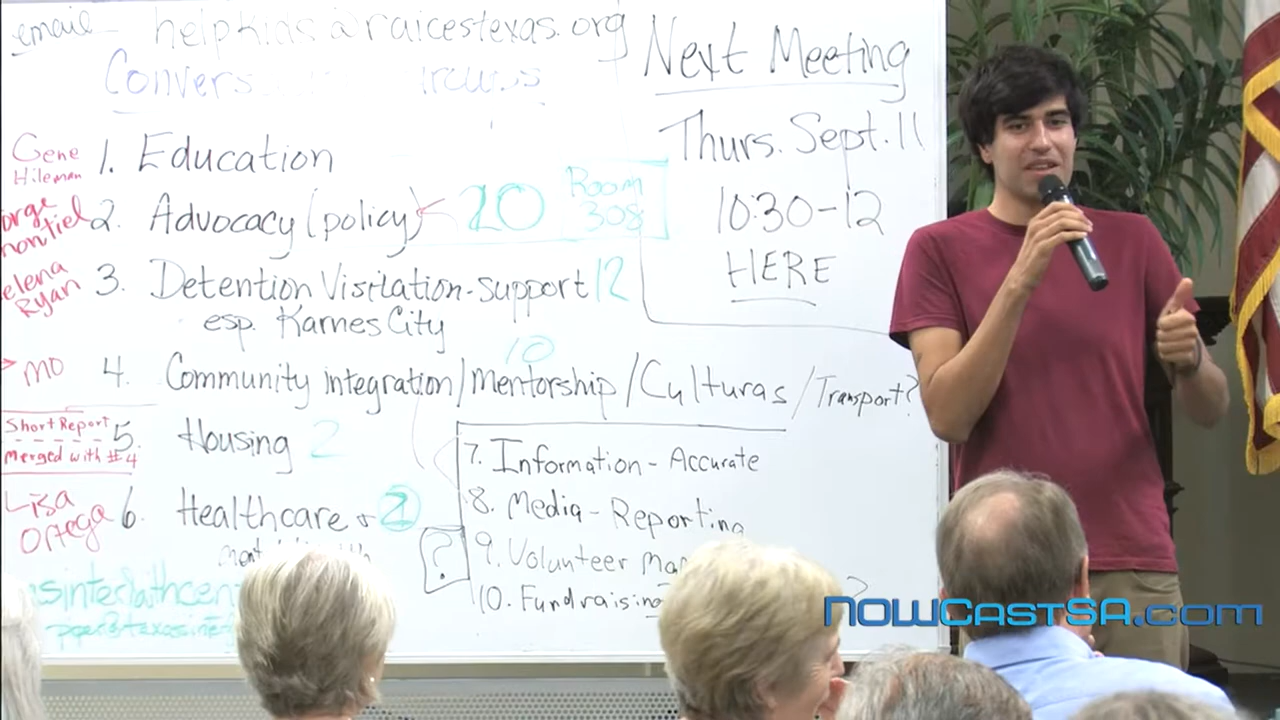 email helpkids@raicestexas.org
Convers
Next Meeting
Thurs. Sept. 11
10:30-12
HERE
Gene
Hileman
1. Education
2. Advocacy (policy) 20
Room
308
elena
Ryan
3. Detention Visitation-support 12
esp. Karnes City
10
MO
4. Community integration/Mentorship/Culturas/Transport?
Short Report
Merged with #4
5. Housing 2
Lisa
Ortega
6. Healthcare +
7. Information - Accurate
8. Media - Reporting
?
9. Volunteer
10. Fundraising
NOWCASTSA.com